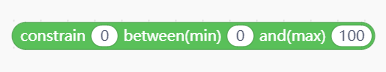 constrain 0 between(min) 0 and(max) 100